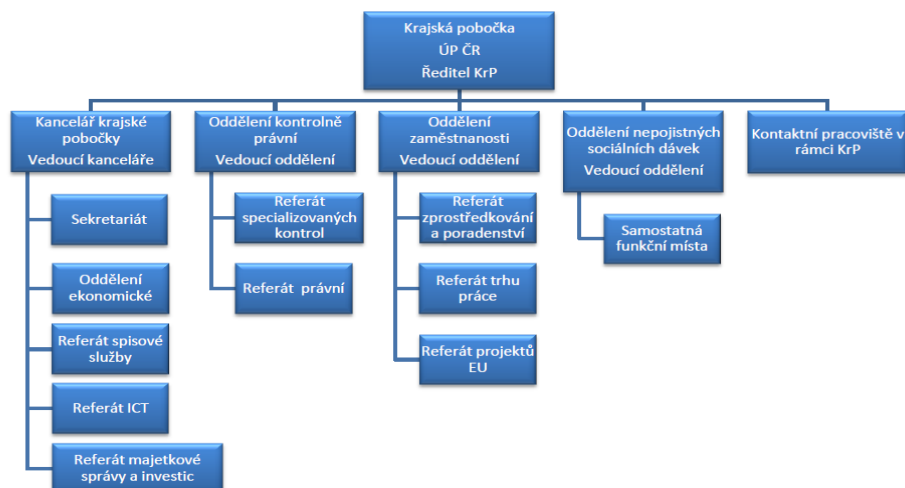 Krajská pobočka
ÚP ČR
Ředitel KrP
Kancelář krajské
pobočky
Vedoucí kanceláře
Sekretariát
Oddělení
ekonomické
Referát spisové
služby
Referát ICT
Referát majetkové
správy a investic
Oddělení kontrolně
právní
Vedoucí oddělení
Referát
specializovaných
kontrol
Referát  právní
Oddělení
zaměstnanosti
Vedoucí oddělení
Referát
zprostředkování
a poradenství
Referát trhu
práce
Referát projektů
EU
Oddělení nepojistných
sociálních dávek
Vedoucí oddělení
Samostatná
funkční místa
Kontaktní pracoviště v
rámci KrP